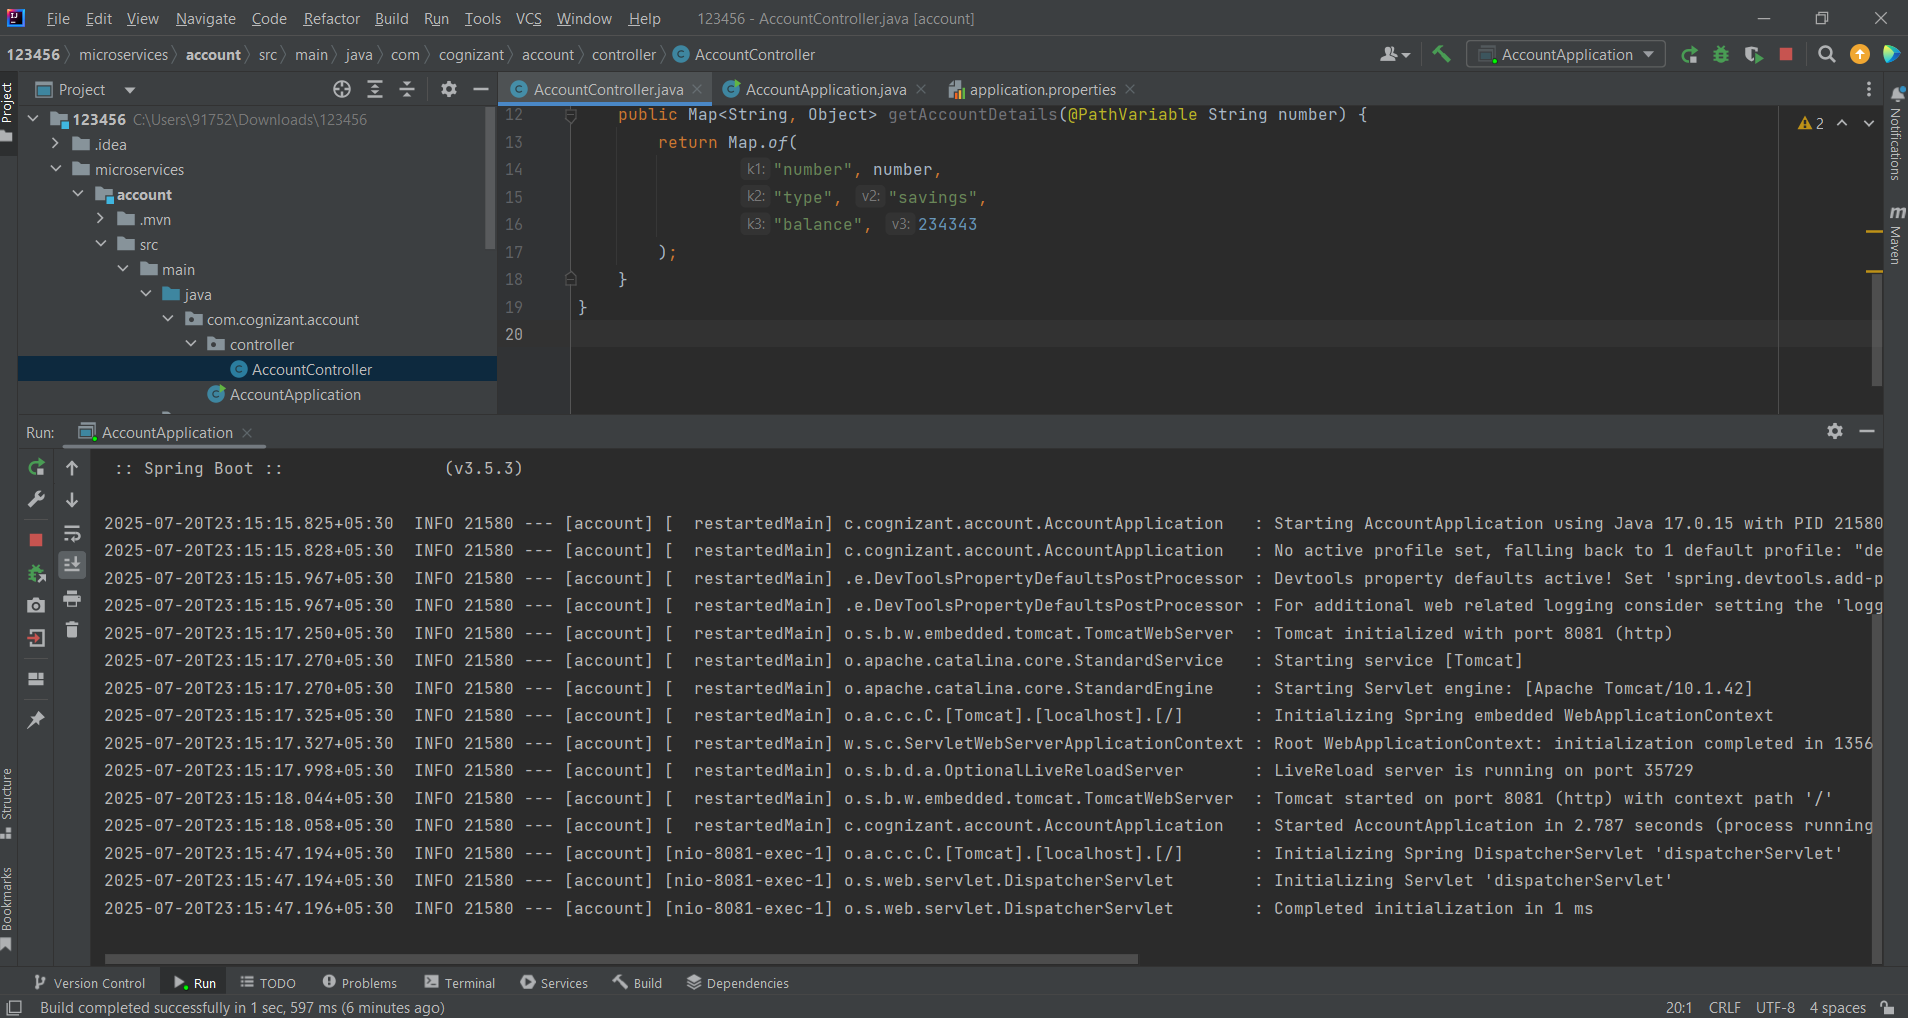 File Edit View Navigate Code Refactor Build Run Tools VCS Window Help 123456 - AccountController.java [account]
123456 microservices account src main java com cognizant account controller AccountController AccountApplication
Project
Project AccountController.java AccountApplication.java application.properties
123456 C:\Users\91752\Downloads\123456
.idea
microservices
account
.mvn
src
main
java
com.cognizant.account
controller
AccountController
AccountApplication
12 public Map<String, Object> getAccountDetails(@PathVariable String number) {
13 return Map.of(
14 k1: "number", number,
15 k2: "type", v2: "savings",
16 k3: "balance", v3: 234343
17 );
18 }
19 }
20
2
Notifications
Maven
Run: AccountApplication
:: Spring Boot :: (v3.5.3)
2025-07-20T23:15:15.825+05:30 INFO 21580 --- [account] [ restartedMain] c.cognizant.account.AccountApplication : Starting AccountApplication using Java 17.0.15 with PID 21580
2025-07-20T23:15:15.828+05:30 INFO 21580 --- [account] [ restartedMain] c.cognizant.account.AccountApplication : No active profile set, falling back to 1 default profile: "de
2025-07-20T23:15:15.967+05:30 INFO 21580 --- [account] [ restartedMain] .e.DevToolsPropertyDefaultsPostProcessor : Devtools property defaults active! Set 'spring.devtools.add-p
2025-07-20T23:15:15.967+05:30 INFO 21580 --- [account] [ restartedMain] .e.DevToolsPropertyDefaultsPostProcessor : For additional web related logging consider setting the 'logg
2025-07-20T23:15:17.250+05:30 INFO 21580 --- [account] [ restartedMain] o.s.b.w.embedded.tomcat.TomcatWebServer : Tomcat initialized with port 8081 (http)
2025-07-20T23:15:17.270+05:30 INFO 21580 --- [account] [ restartedMain] o.apache.catalina.core.StandardService : Starting service [Tomcat]
2025-07-20T23:15:17.270+05:30 INFO 21580 --- [account] [ restartedMain] o.apache.catalina.core.StandardEngine : Starting Servlet engine: [Apache Tomcat/10.1.42]
2025-07-20T23:15:17.325+05:30 INFO 21580 --- [account] [ restartedMain] o.a.c.c.C.[Tomcat].[localhost].[/] : Initializing Spring embedded WebApplicationContext
2025-07-20T23:15:17.327+05:30 INFO 21580 --- [account] [ restartedMain] w.s.c.ServletWebServerApplicationContext : Root WebApplicationContext: initialization completed in 1356
2025-07-20T23:15:17.998+05:30 INFO 21580 --- [account] [ restartedMain] o.s.b.d.a.OptionalLiveReloadServer : LiveReload server is running on port 35729
2025-07-20T23:15:18.044+05:30 INFO 21580 --- [account] [ restartedMain] o.s.b.w.embedded.tomcat.TomcatWebServer : Tomcat started on port 8081 (http) with context path '/'
2025-07-20T23:15:18.058+05:30 INFO 21580 --- [account] [ restartedMain] c.cognizant.account.AccountApplication : Started AccountApplication in 2.787 seconds (process running
2025-07-20T23:15:47.194+05:30 INFO 21580 --- [account] [nio-8081-exec-1] o.a.c.c.C.[Tomcat].[localhost].[/] : Initializing Spring DispatcherServlet 'dispatcherServlet'
2025-07-20T23:15:47.194+05:30 INFO 21580 --- [account] [nio-8081-exec-1] o.s.web.servlet.DispatcherServlet : Initializing Servlet 'dispatcherServlet'
2025-07-20T23:15:47.196+05:30 INFO 21580 --- [account] [nio-8081-exec-1] o.s.web.servlet.DispatcherServlet : Completed initialization in 1 ms
Structure
Bookmarks
Version Control Run TODO Problems Terminal Services Build Dependencies
Build completed successfully in 1 sec, 597 ms (6 minutes ago) 20:1 CRLF UTF-8 4 spaces